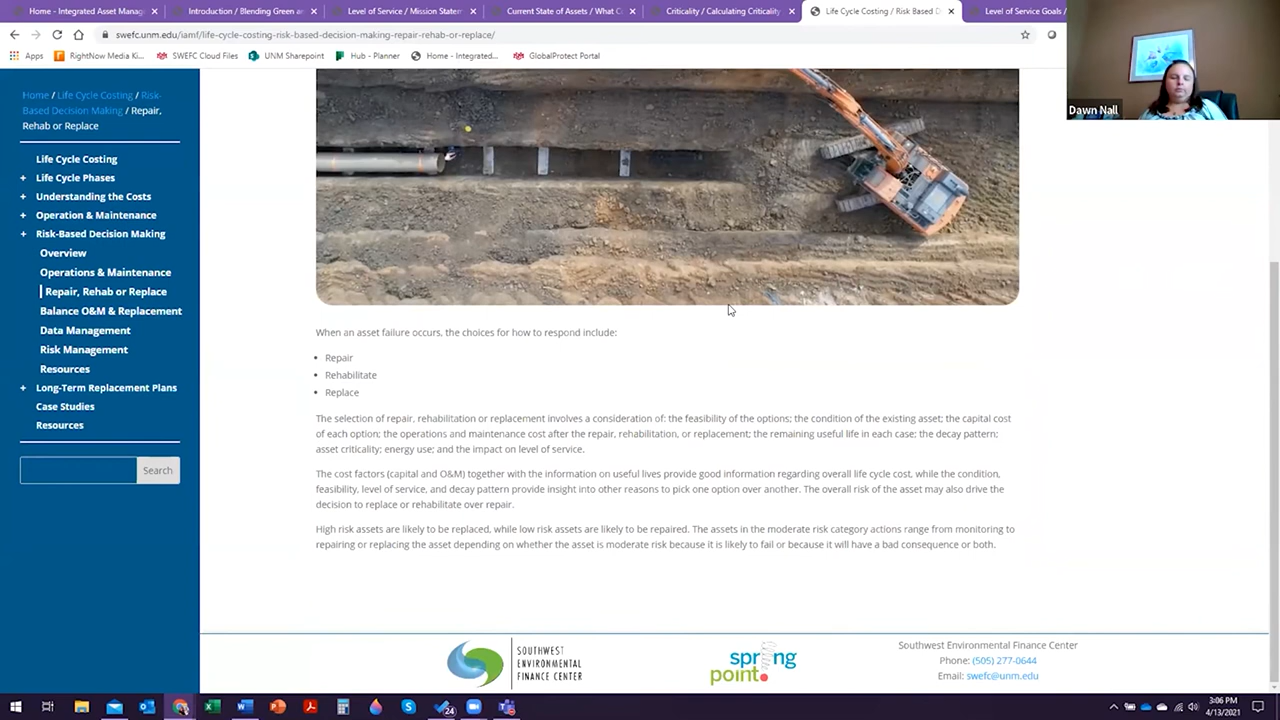 Home - Integrated Asset Manag
Introduction / Blending Green an
Level of Service / Mission Statem
Current State of Assets / What C
Criticality / Calculating Criticality
Life Cycle Costing / Risk Based D
Level of Service Goals /
swefc.unm.edu/iamf/life-cycle-costing-risk-based-decision-making-repair-rehab-or-replace/
Apps
RightNow Media Ki...
SWEFC Cloud Files
UNM Sharepoint
Hub - Planner
Home - Integrated...
GlobalProtect Portal
Dawn Nall
Home / Life Cycle Costing / Risk-
Based Decision Making / Repair,
Rehab or Replace
Life Cycle Costing
+ Life Cycle Phases
+ Understanding the Costs
+ Operation & Maintenance
+ Risk-Based Decision Making
Overview
Operations & Maintenance
Repair, Rehab or Replace
Balance O&M & Replacement
Data Management
Risk Management
Resources
+ Long-Term Replacement Plans
Case Studies
Resources
Search
When an asset failure occurs, the choices for how to respond include:
• Repair
• Rehabilitate
• Replace
The selection of repair, rehabilitation or replacement involves a consideration of: the feasibility of the options; the condition of the existing asset; the capital cost
of each option; the operations and maintenance cost after the repair, rehabilitation, or replacement; the remaining useful life in each case; the decay pattern;
asset criticality; energy use; and the impact on level of service.
The cost factors (capital and O&M) together with the information on useful lives provide good information regarding overall life cycle cost, while the condition,
feasibility, level of service, and decay pattern provide insight into other reasons to pick one option over another. The overall risk of the asset may also drive the
decision to replace or rehabilitate over repair.
High risk assets are likely to be replaced, while low risk assets are likely to be repaired. The assets in the moderate risk category actions range from monitoring to
repairing or replacing the asset depending on whether the asset is moderate risk because it is likely to fail or because it will have a bad consequence or both.
SOUTHWEST
ENVIRONMENTAL
FINANCE CENTER
spring
point
Southwest Environmental Finance Center
Phone: (505) 277-0644
Email: swefc@unm.edu
24
3:06 PM
4/13/2021